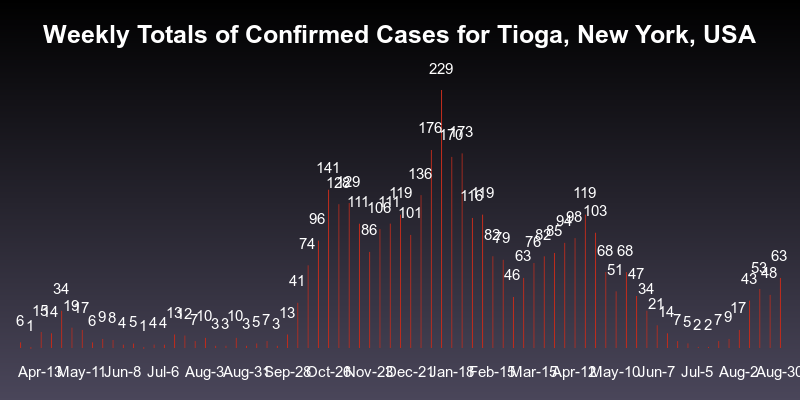 Weekly Totals of Confirmed Cases for Tioga, New York, USA
6 1 15 14 34 19 17 6 9 8 4 5 1 4 4 13 12 7 10 3 3 10 3 5 7 3 13 41 74 96 141 128 129 111 86 106 111 119 101 136 176 229 170 173 116 119 82 79 46 63 76 82 85 94 98 119 103 68 51 68 47 34 21 14 7 5 2 2 7 9 17 43 53 48 63
Apr-13 May-11 Jun-8 Jul-6 Aug-3 Aug-31 Sep-28 Oct-26 Nov-23 Dec-21 Jan-18 Feb-15 Mar-15 Apr-12 May-10 Jun-7 Jul-5 Aug-2 Aug-30